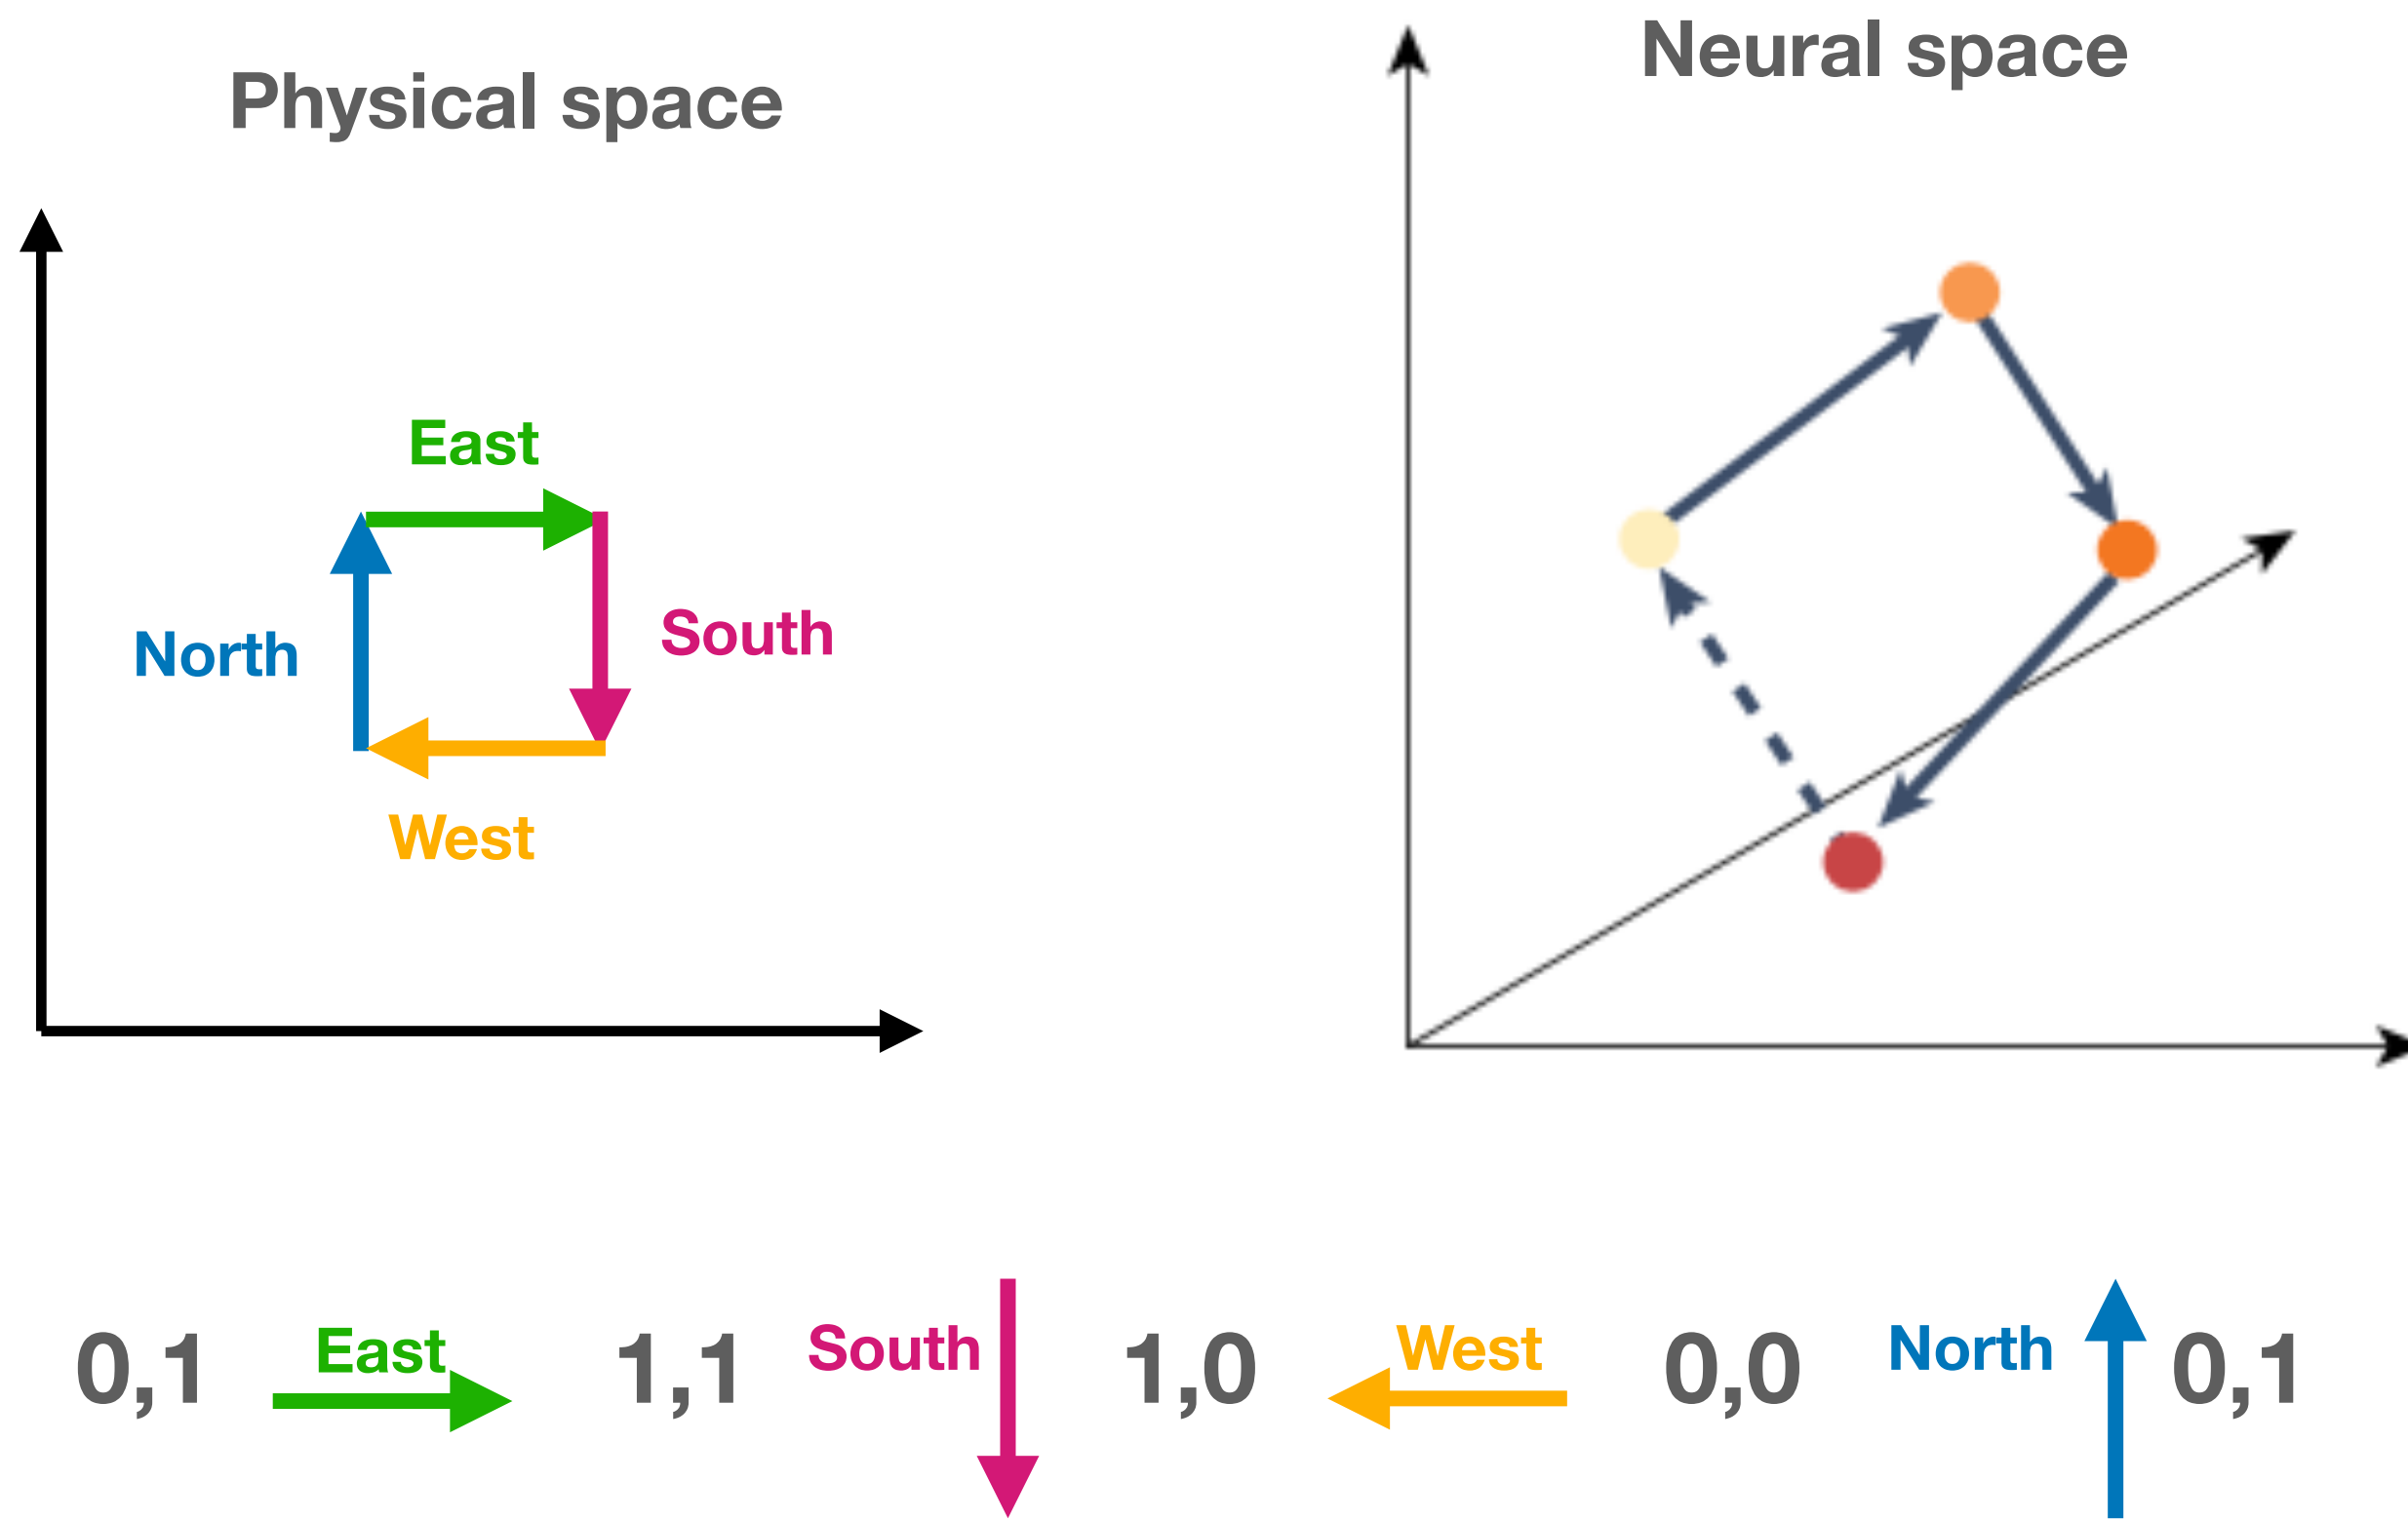 Physical space
Neural space
East
North
South
West
0,1 East 1,1 South 1,0 West 0,0 North 0,1